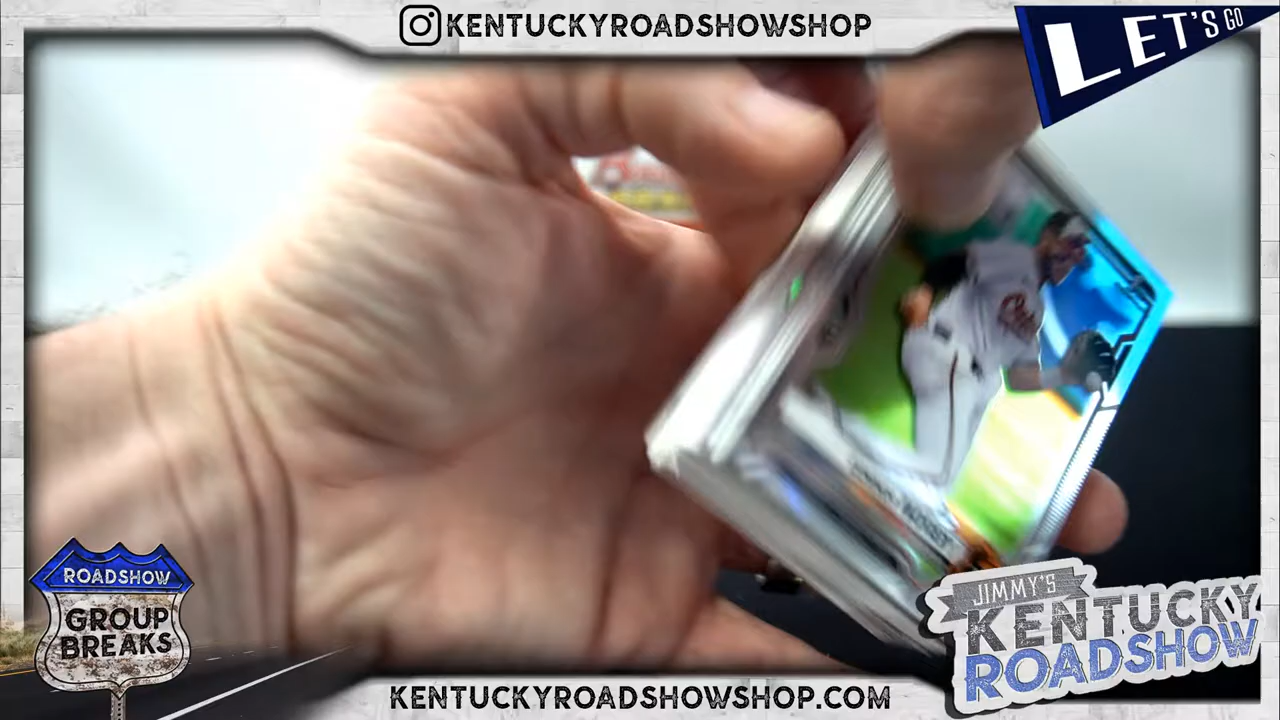 KENTUCKYROADSHOWSHOP
LET'S GO
ROADSHOW
GROUP
BREAKS
JIMMY'S
KENTUCKY
ROADSHOW
KENTUCKYROADSHOWSHOP.COM